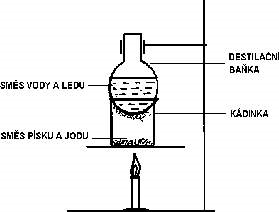 DESTILAČNÍ
BAŇKA
SMĚS VODY A LEDU
KÁDINKA
SMĚS PÍSKU A JODU